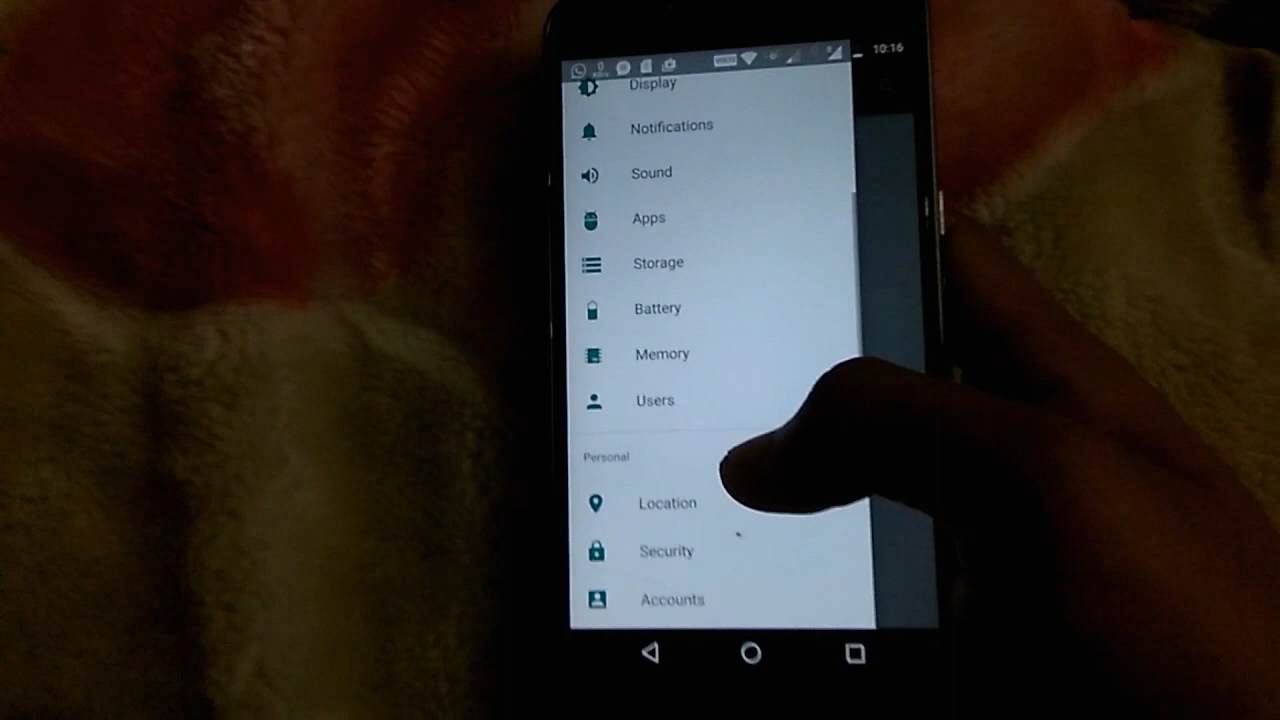 10:16
Display
Notifications
Sound
Apps
Storage
Battery
Memory
Users
Personal
Location
Security
Accounts